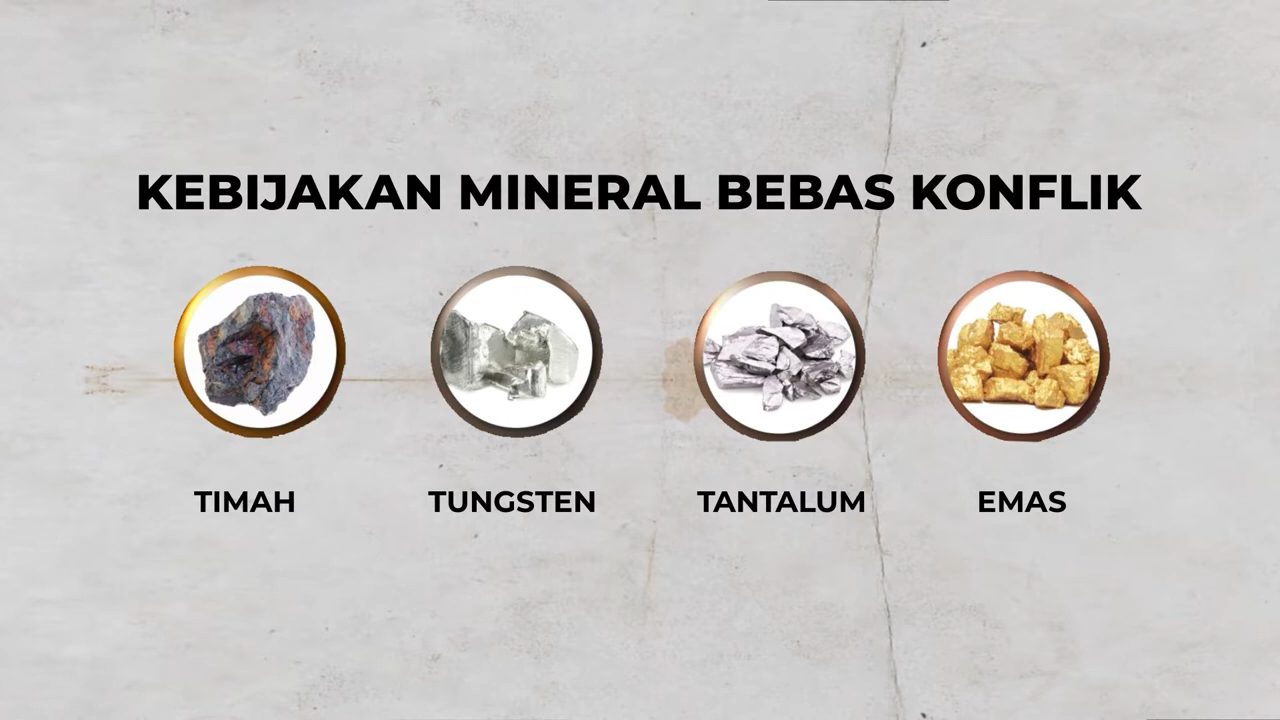 KEBIJAKAN MINERAL BEBAS KONFLIK
TIMAH
TUNGSTEN
TANTALUM
EMAS